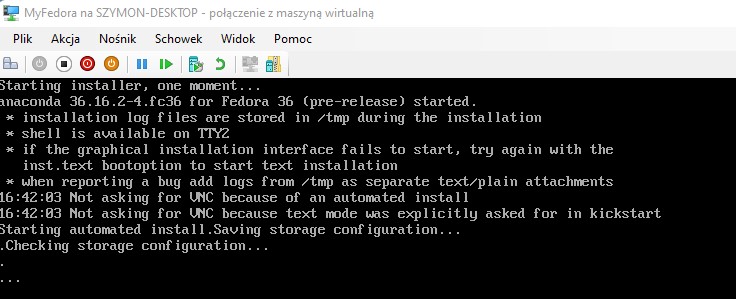 MyFedora na SZYMON-DESKTOP - połączenie z maszyną wirtualną
Plik Akcja Nośnik Schowek Widok Pomoc
Starting installer, one moment...
anaconda 36.16.2-4.fc36 for Fedora 36 (pre-release) started.
* installation log files are stored in /tmp during the installation
* shell is available on TTY2
* if the graphical installation interface fails to start, try again with the
inst.text bootoption to start text installation
* when reporting a bug add logs from /tmp as separate text/plain attachments
16:42:03 Not asking for VNC because of an automated install
16:42:03 Not asking for VNC because text mode was explicitly asked for in kickstart
Starting automated install.Saving storage configuration...
.Checking storage configuration...
.
...